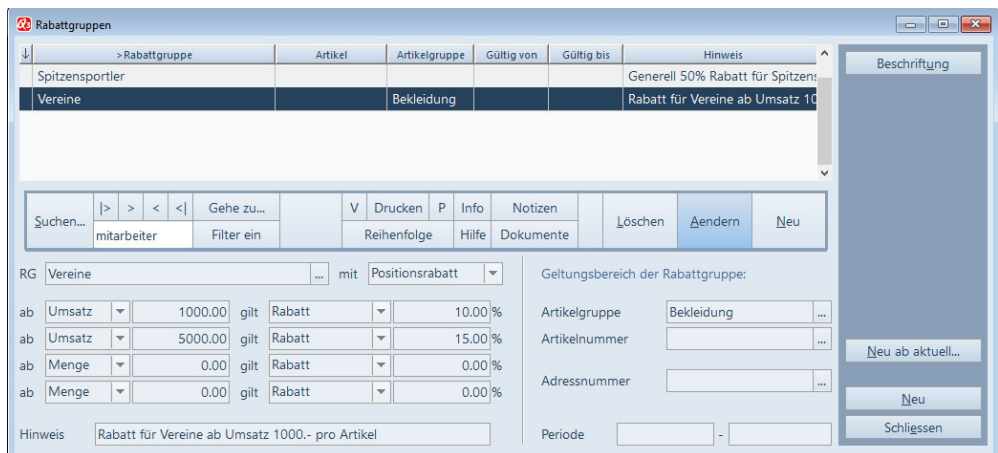 Rabattgruppen
>Rabattgruppe Artikel Artikelgruppe Gültig von Gültig bis Hinweis
Spitzensportler Generell 50% Rabatt für Spitzens
Vereine Bekleidung Rabatt für Vereine ab Umsatz 10
Beschriftung
Suchen... |> > < <| Gehe zu... V Drucken P Info Notizen Löschen Aendern Neu
mitarbeiter Filter ein Reihenfolge Hilfe Dokumente
RG Vereine ... mit Positionsrabatt Geltungsbereich der Rabattgruppe:
ab Umsatz 1000.00 gilt Rabatt 10.00 % Artikelgruppe Bekleidung ...
ab Umsatz 5000.00 gilt Rabatt 15.00 % Artikelnummer ...
ab Menge 0.00 gilt Rabatt 0.00 %
ab Menge 0.00 gilt Rabatt 0.00 %
Adressnummer ...
Hinweis Rabatt für Vereine ab Umsatz 1000.- pro Artikel Periode -
Neu ab aktuell...
Neu
Schliessen